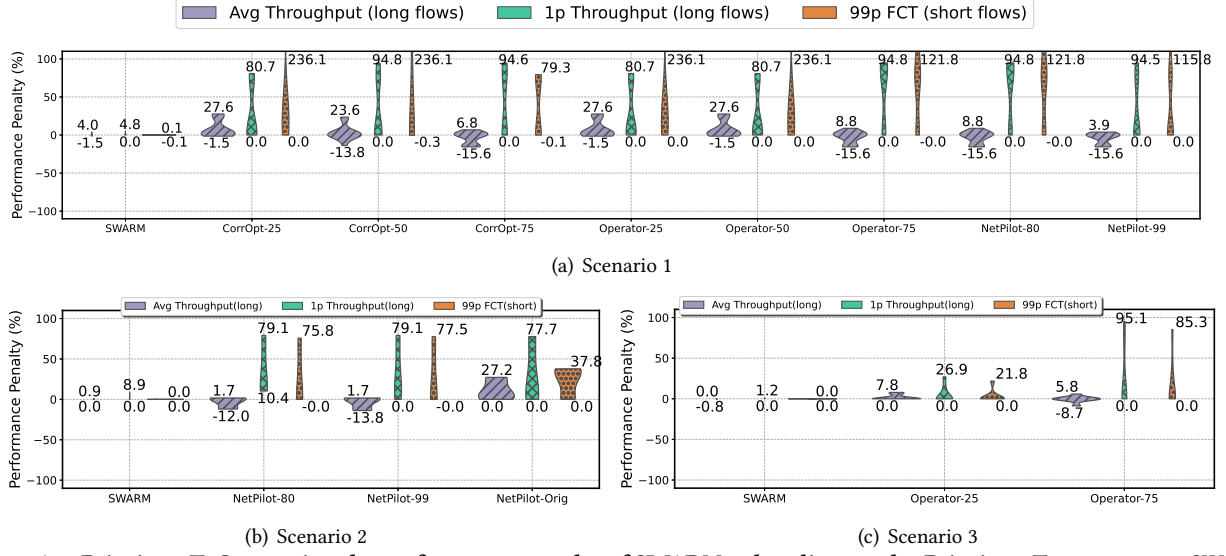 Avg Throughput (long flows) 1p Throughput (long flows) 99p FCT (short flows)
Performance Penalty (%)
100
50
0
−50
−100
4.0 4.8 0.1 27.6 80.7 236.1 23.6 94.8 236.1 6.8 94.6 79.3 27.6 80.7 236.1 27.6 80.7 236.1 8.8 94.8 121.8 8.8 94.8 121.8 3.9 94.5 115.8
-1.5 0.0 -0.1 -1.5 0.0 0.0 -13.8 0.0 -0.3 -15.6 0.0 -0.1 -1.5 0.0 0.0 -1.5 0.0 0.0 -15.6 0.0 -0.0 -15.6 0.0 -0.0 -15.6 0.0 0.0
SWARM CorrOpt-25 CorrOpt-50 CorrOpt-75 Operator-25 Operator-50 Operator-75 NetPilot-80 NetPilot-99
(a) Scenario 1
Avg Throughput(long) 1p Throughput(long) 99p FCT(short)
Performance Penalty (%)
100
50
0
−50
−100
0.9 8.9 0.0 1.7 79.1 75.8 1.7 79.1 77.5 27.2 77.7 37.8
0.0 0.0 0.0 -12.0 10.4 -0.0 -13.8 0.0 -0.0 0.0 0.0 0.0
SWARM NetPilot-80 NetPilot-99 NetPilot-Orig
(b) Scenario 2
Avg Throughput(long) 1p Throughput(long) 99p FCT(short)
Performance Penalty (%)
100
50
0
−50
−100
0.0 1.2 0.0 7.8 26.9 21.8 5.8 95.1 85.3
-0.8 0.0 0.0 0.0 0.0 0.0 -8.7 0.0 0.0
SWARM Operator-25 Operator-75
(c) Scenario 3